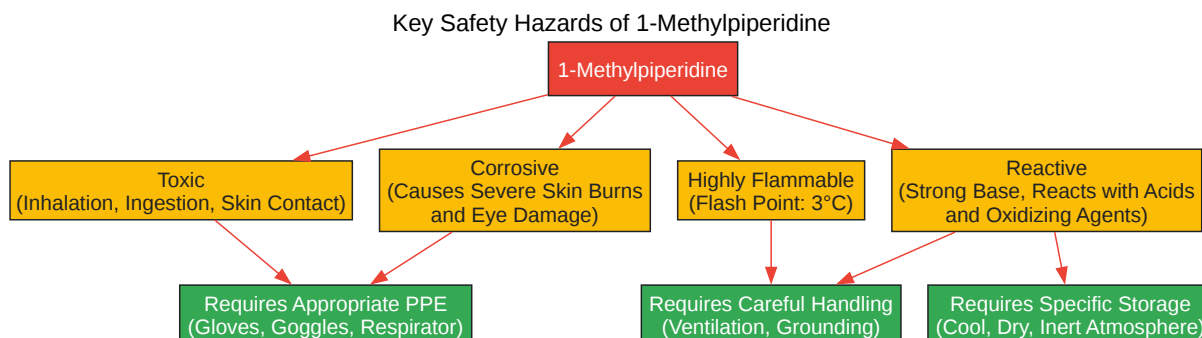 Key Safety Hazards of 1-Methylpiperidine
1-Methylpiperidine
Toxic
(Inhalation, Ingestion, Skin Contact)
Corrosive
(Causes Severe Skin Burns
and Eye Damage)
Highly Flammable
(Flash Point: 3°C)
Reactive
(Strong Base, Reacts with Acids
and Oxidizing Agents)
Requires Appropriate PPE
(Gloves, Goggles, Respirator)
Requires Careful Handling
(Ventilation, Grounding)
Requires Specific Storage
(Cool, Dry, Inert Atmosphere)